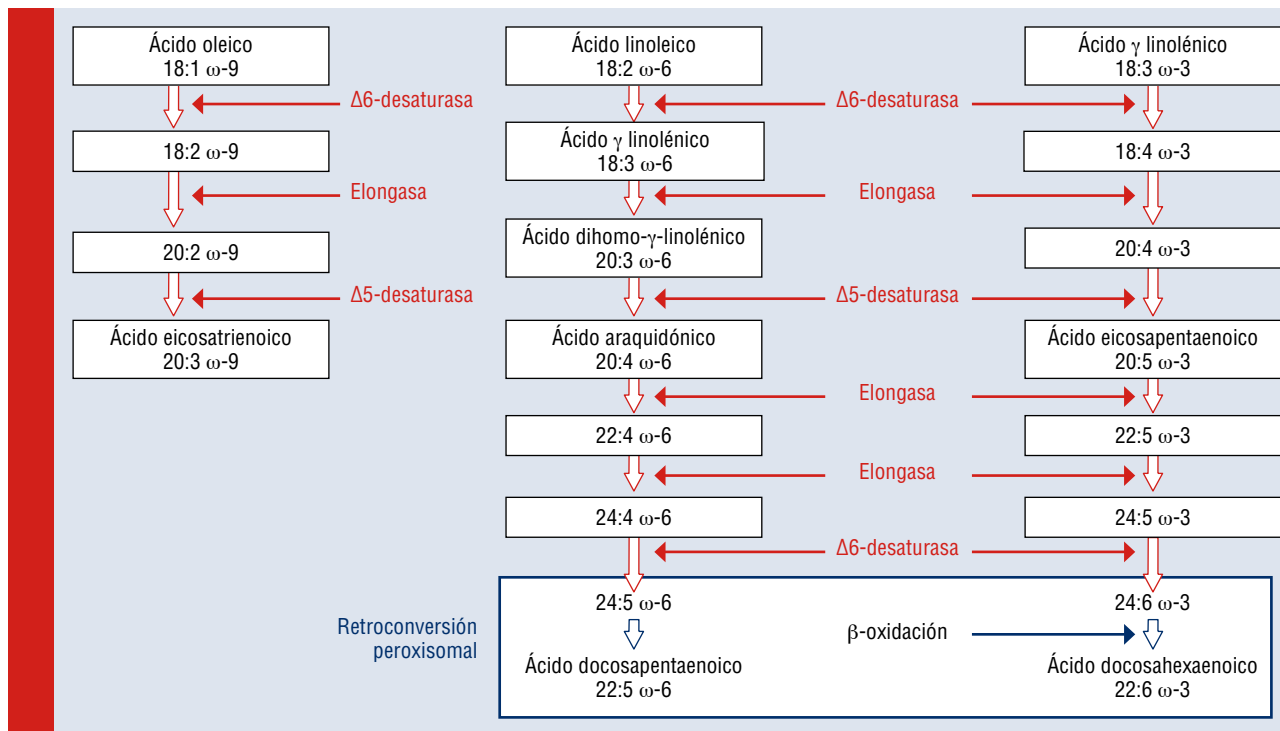 Ácido oleico
18:1 ω-9
Ácido linoleico
18:2 ω-6
Ácido γ linolénico
18:3 ω-3
Δ6-desaturasa
Δ6-desaturasa
18:2 ω-9
Ácido γ linolénico
18:3 ω-6
18:4 ω-3
Elongasa
Elongasa
20:2 ω-9
Ácido dihomo-γ-linolénico
20:3 ω-6
20:4 ω-3
Δ5-desaturasa
Δ5-desaturasa
Ácido eicosatrienoico
20:3 ω-9
Ácido araquidónico
20:4 ω-6
Ácido eicosapentaenoico
20:5 ω-3
Elongasa
22:4 ω-6
22:5 ω-3
Elongasa
24:4 ω-6
24:5 ω-3
Δ6-desaturasa
Retroconversión
peroxisomal
24:5 ω-6
24:6 ω-3
β-oxidación
Ácido docosapentaenoico
22:5 ω-6
Ácido docosahexaenoico
22:6 ω-3